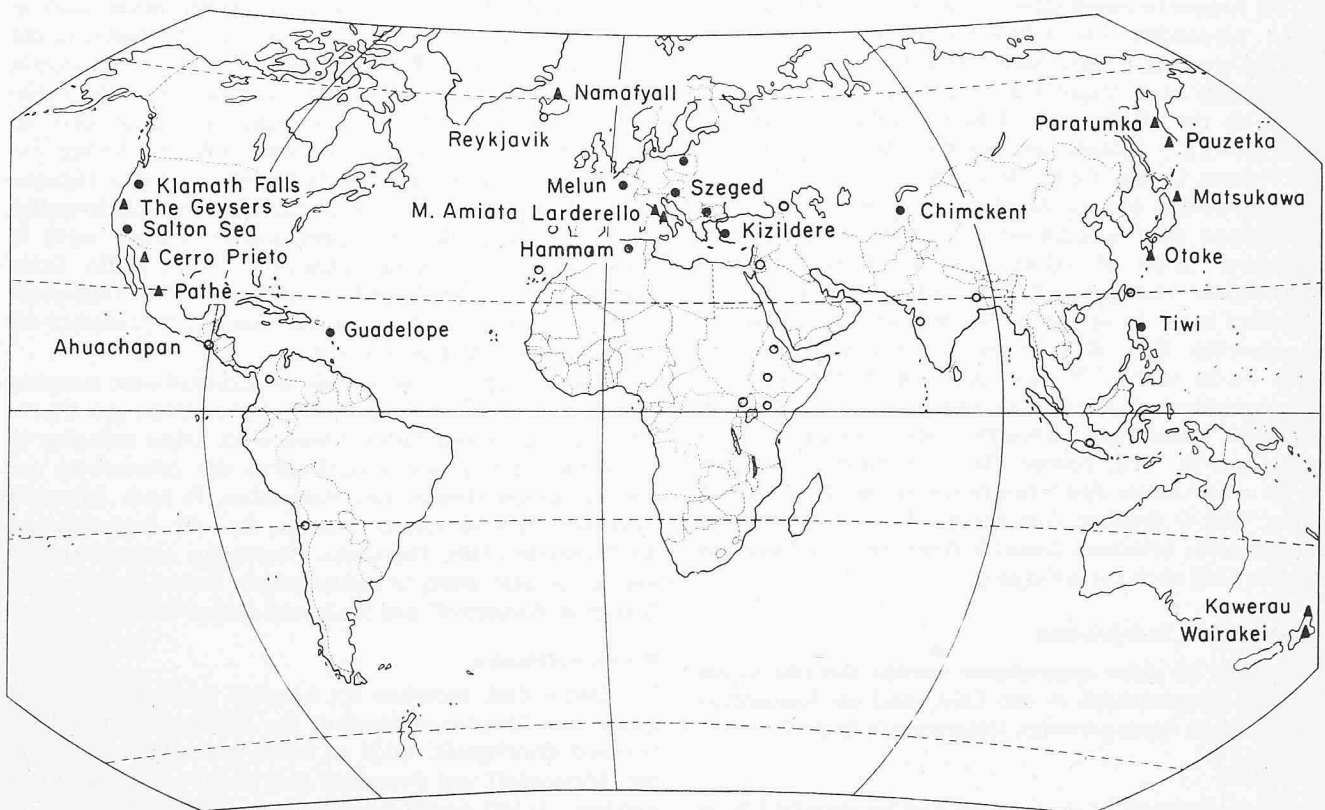 Namafyall
Reykjavik
Paratumka
Pauzetka
Klamath Falls
Melun
Szeged
Matsukawa
The Geysers
M. Amiata Larderello
Chimckent
Salton Sea
Kizildere
Hammam
Otake
Cerro Prieto
Pathè
Guadelope
Tiwi
Ahuachapan
Kawerau
Wairakei